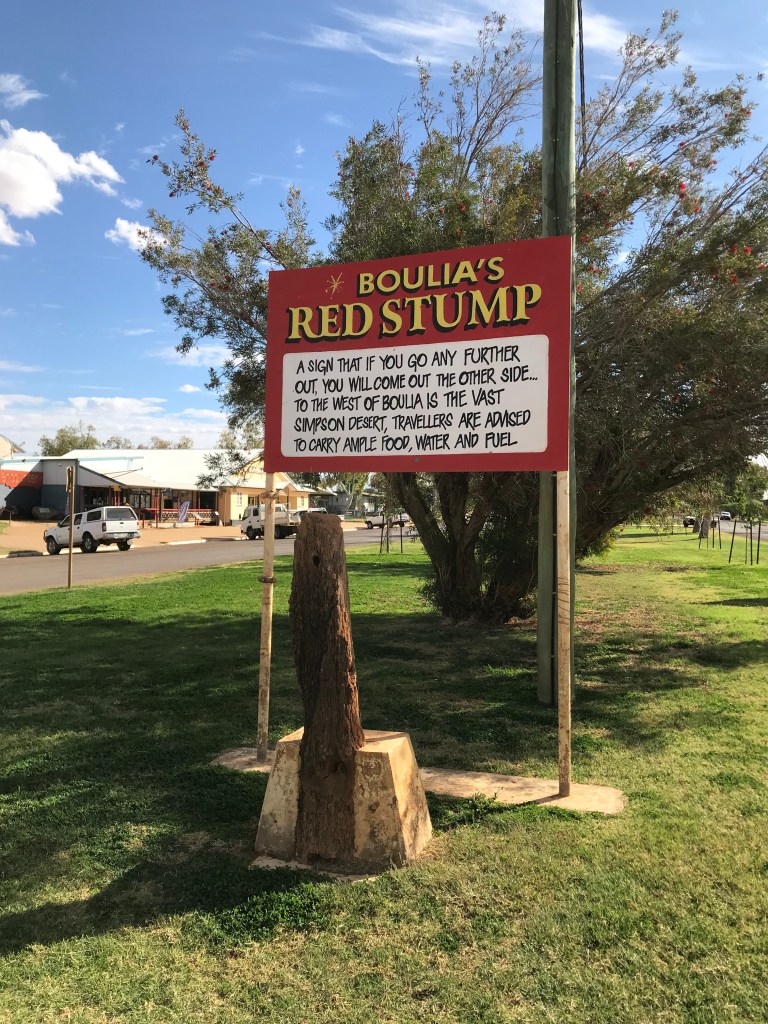 BOULIA'S
RED STUMP
A SIGN THAT IF YOU GO ANY FURTHER
OUT, YOU WILL COME OUT THE OTHER SIDE...
TO THE WEST OF BOULIA IS THE VAST
SIMPSON DESERT, TRAVELLERS ARE ADVISED
TO CARRY AMPLE FOOD, WATER AND FUEL